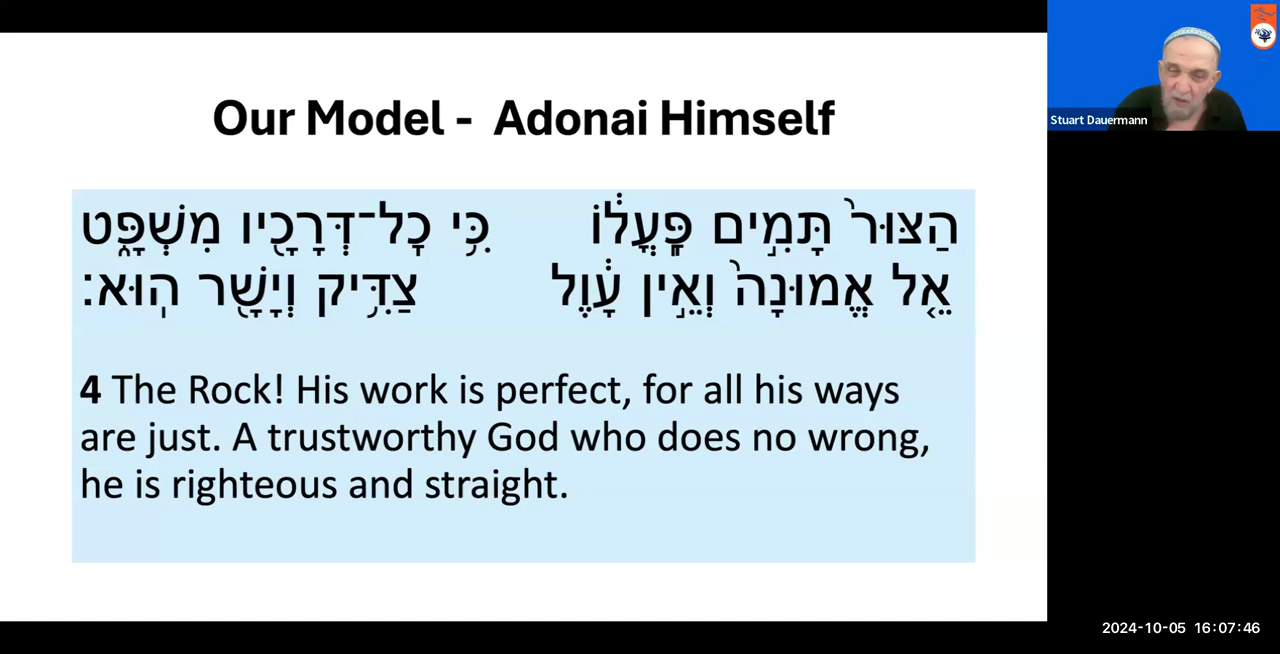 Our Model - Adonai Himself
הַצּוּר֙ תָּמִ֣ים פָּֽעֳל֔וֹ כִּ֥י כָל־דְּרָכָ֖יו מִשְׁפָּ֑ט
אֵ֤ל אֱמוּנָה֙ וְאֵ֣ין עָ֔וֶל צַדִּ֥יק וְיָשָׁ֖ר הֽוּא׃
4 The Rock! His work is perfect, for all his ways
are just. A trustworthy God who does no wrong,
he is righteous and straight.
Stuart Dauermann
2024-10-05 16:07:46